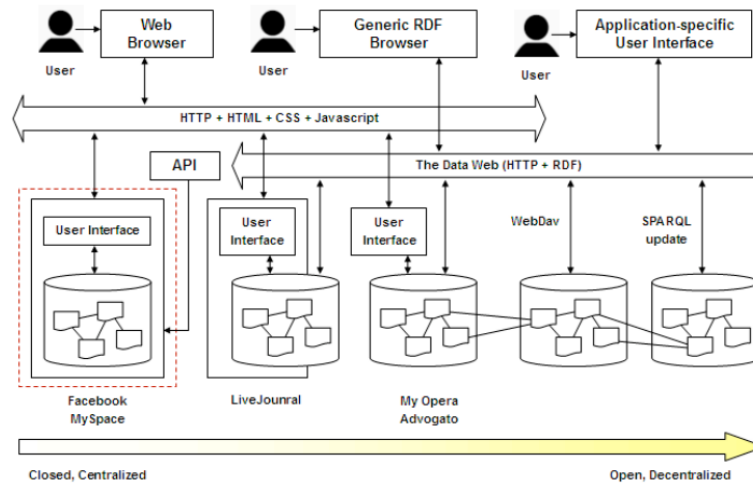 Web
Browser
Generic RDF
Browser
Application-specific
User Interface
User
User
User
HTTP + HTML + CSS + Javascript
API
The Data Web (HTTP + RDF)
User Interface
User
Interface
User
Interface
WebDav
SPARQL
update
Facebook
MySpace
LiveJounral
My Opera
Advogato
Closed, Centralized
Open, Decentralized